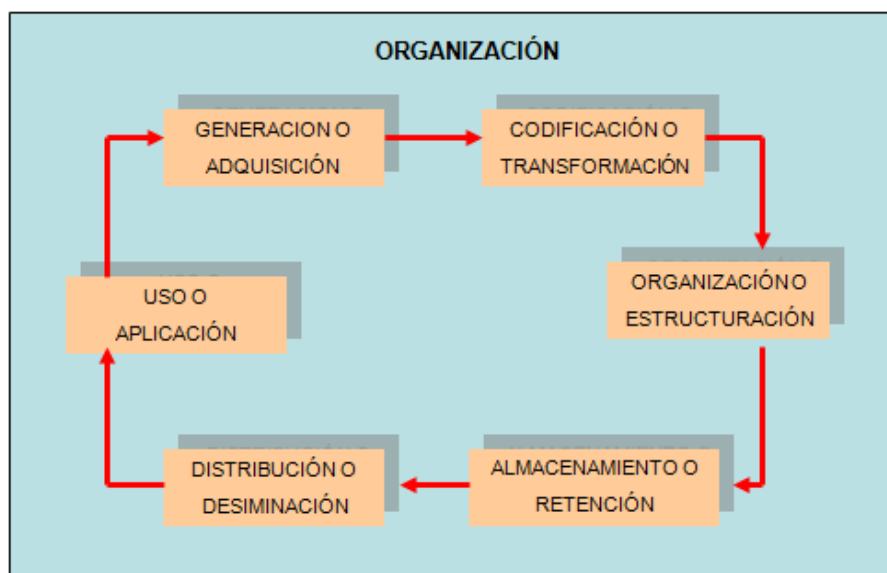 ORGANIZACIÓN
GENERACION O
ADQUISICIÓN
CODIFICACIÓN O
TRANSFORMACIÓN
ORGANIZACIÓN O
ESTRUCTURACIÓN
ALMACENAMIENTO O
RETENCIÓN
DISTRIBUCIÓN O
DESIMINACIÓN
USO O
APLICACIÓN